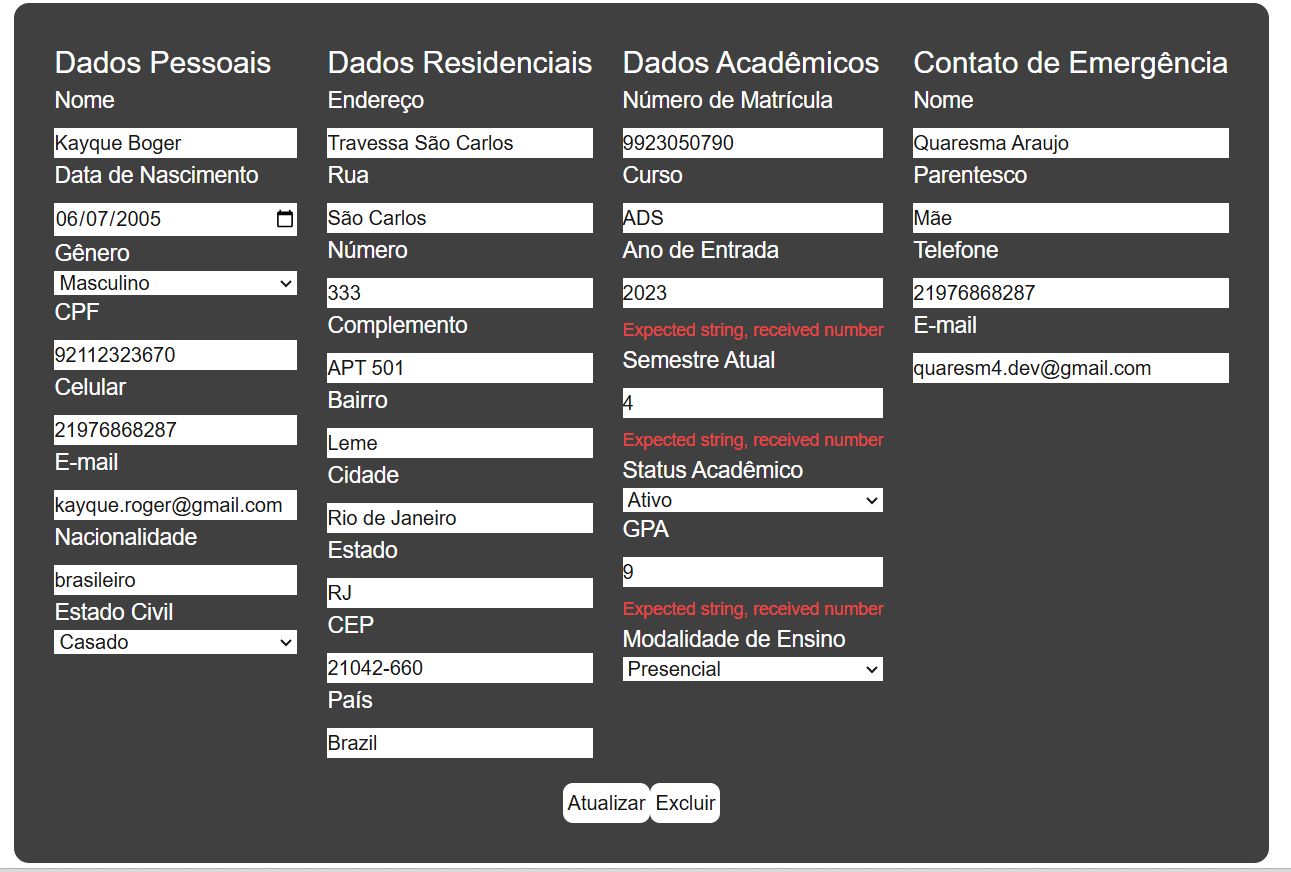 Dados Pessoais
Nome
Kayque Boger
Data de Nascimento
06/07/2005
Gênero
Masculino
CPF
92112323670
Celular
21976868287
E-mail
kayque.roger@gmail.com
Nacionalidade
brasileiro
Estado Civil
Casado
Dados Residenciais
Endereço
Travessa São Carlos
Rua
São Carlos
Número
333
Complemento
APT 501
Bairro
Leme
Cidade
Rio de Janeiro
Estado
RJ
CEP
21042-660
País
Brazil
Dados Acadêmicos
Número de Matrícula
9923050790
Curso
ADS
Ano de Entrada
2023
Expected string, received number
Semestre Atual
4
Expected string, received number
Status Acadêmico
Ativo
GPA
9
Expected string, received number
Modalidade de Ensino
Presencial
Contato de Emergência
Nome
Quaresma Araujo
Parentesco
Mãe
Telefone
21976868287
E-mail
quaresm4.dev@gmail.com
Atualizar
Excluir